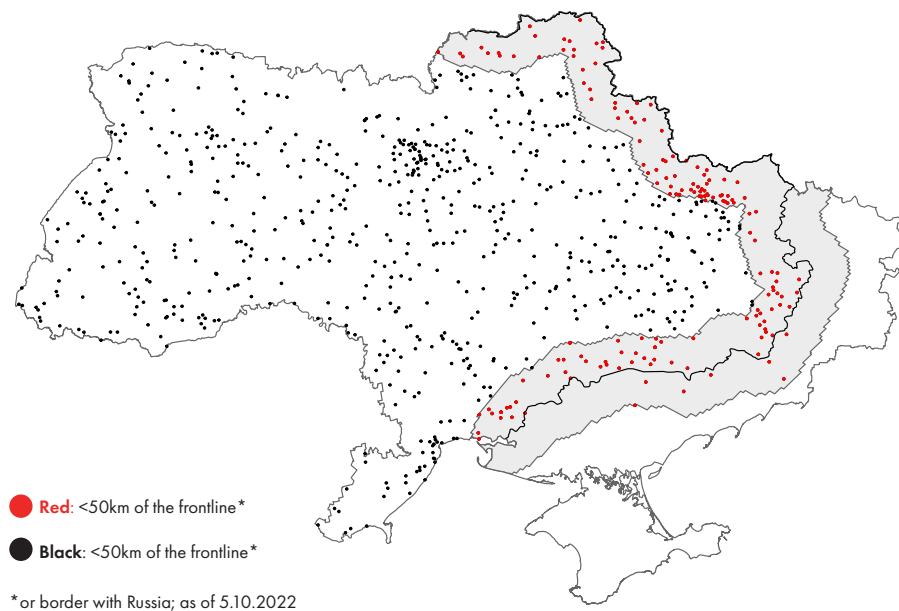 Red: <50km of the frontline*
Black: <50km of the frontline*
*or border with Russia; as of 5.10.2022